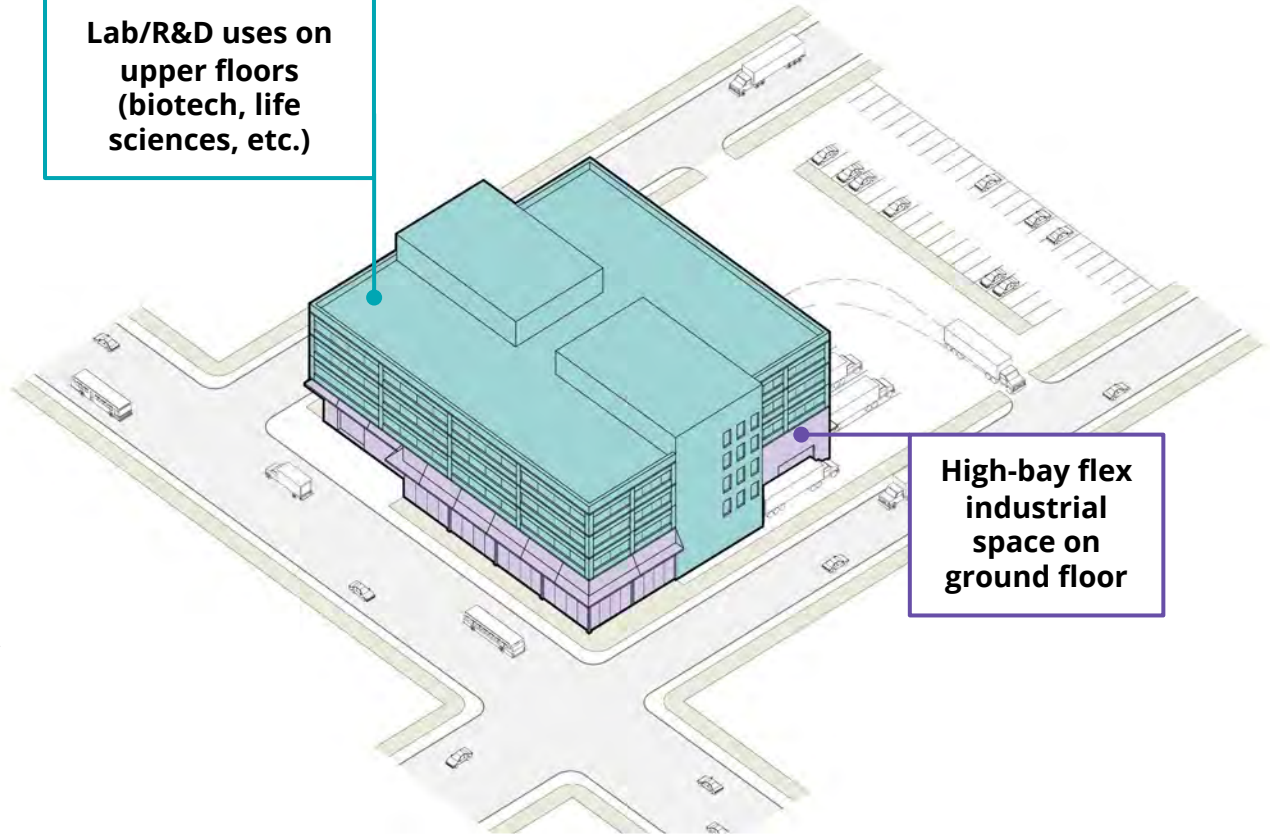 Lab/R&D uses on
upper floors
(biotech, life
sciences, etc.)
High-bay flex
industrial
space on
ground floor